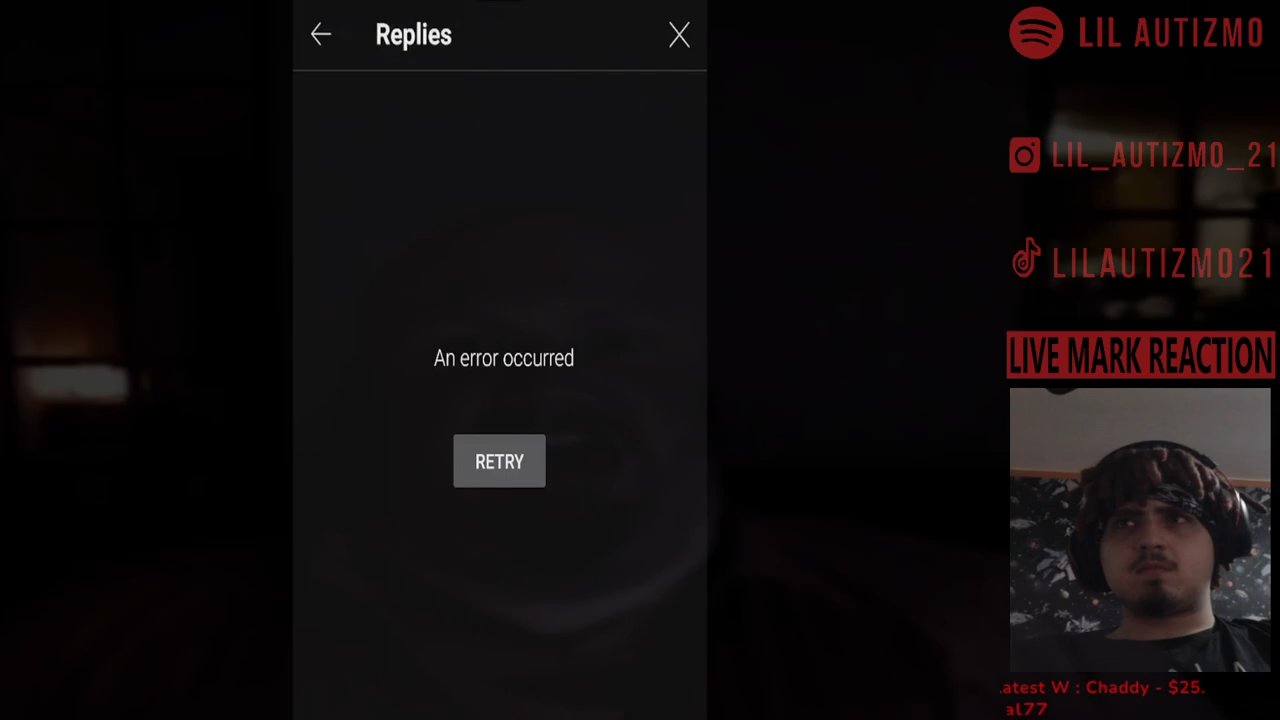 Replies
An error occurred
RETRY
LIL AUTIZMO
LIL_AUTIZMO_21
LILAUTIZMO21
LIVE MARK REACTION
atest W : Chaddy - $25.
al77